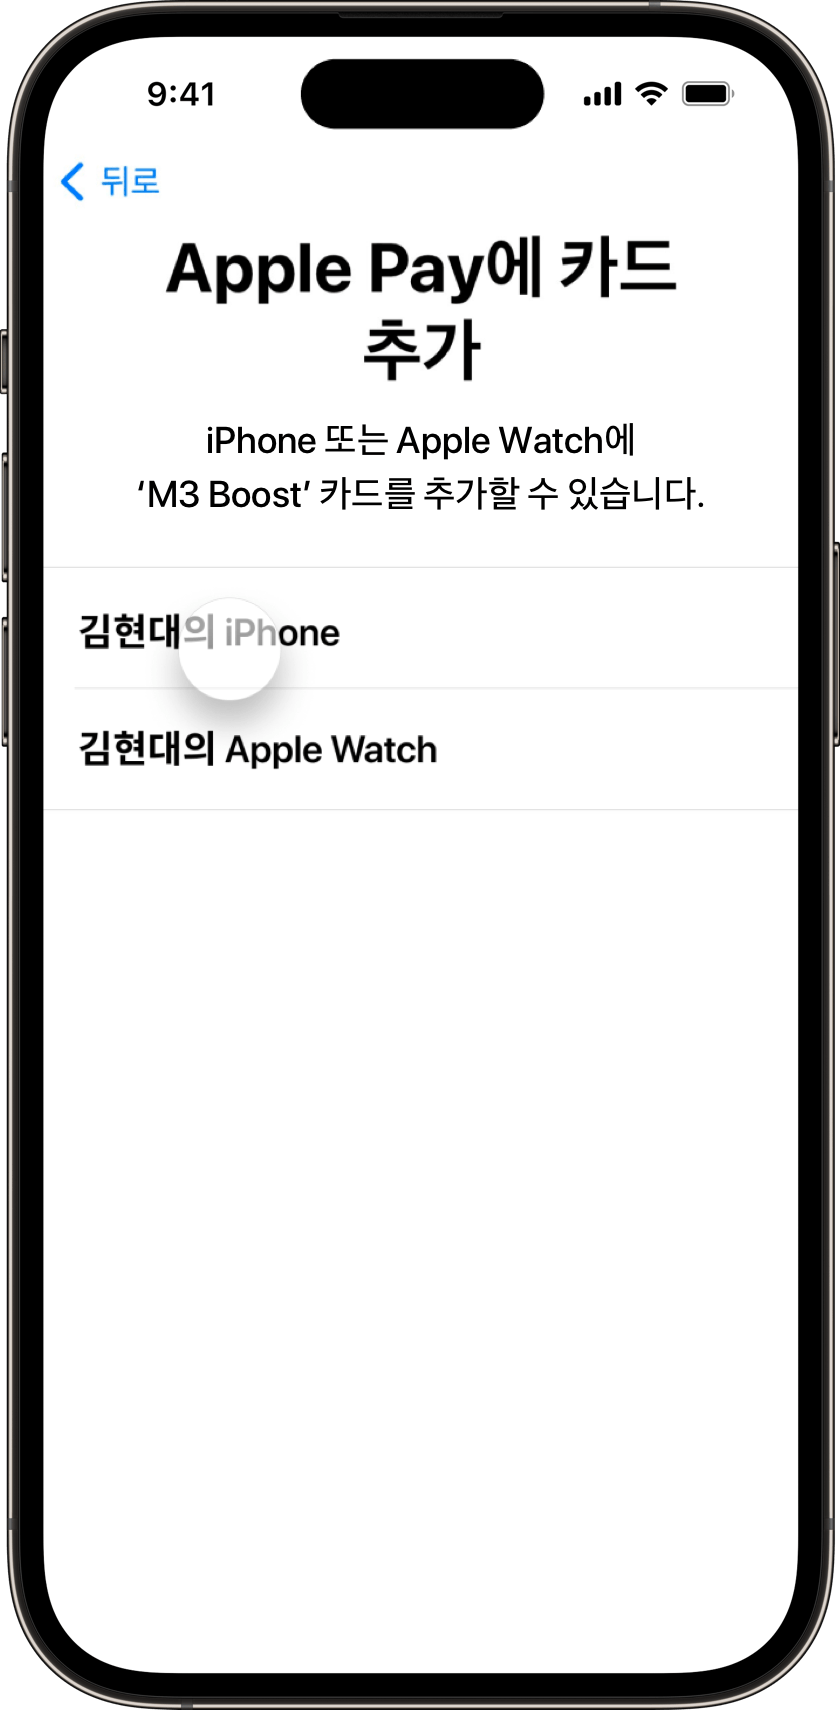 9:41
뒤로
Apple Pay에 카드
추가
iPhone 또는 Apple Watch에
‘M3 Boost’ 카드를 추가할 수 있습니다.
김현대의 iPhone
김현대의 Apple Watch